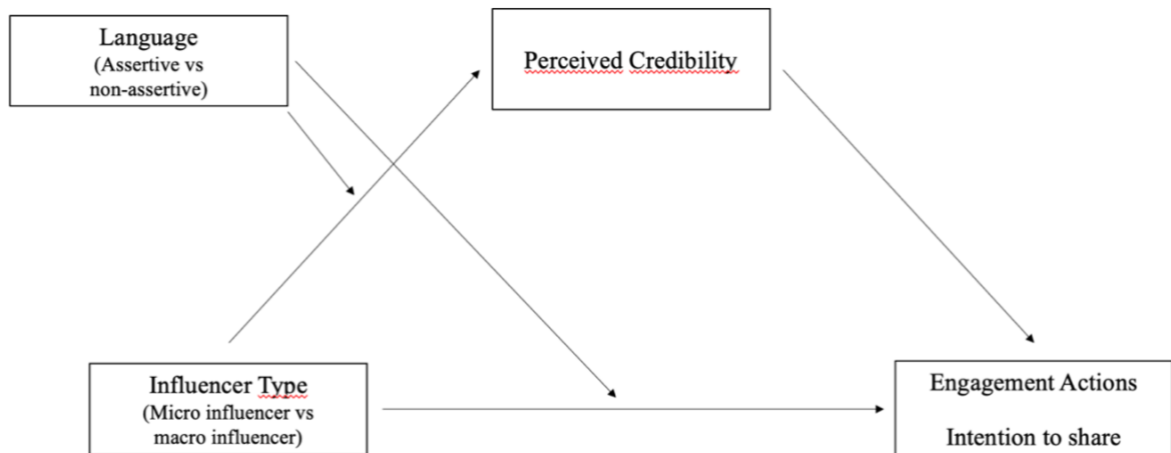 Language
(Assertive vs
non-assertive)
Perceived Credibility
Influencer Type
(Micro influencer vs
macro influencer)
Engagement Actions
Intention to share